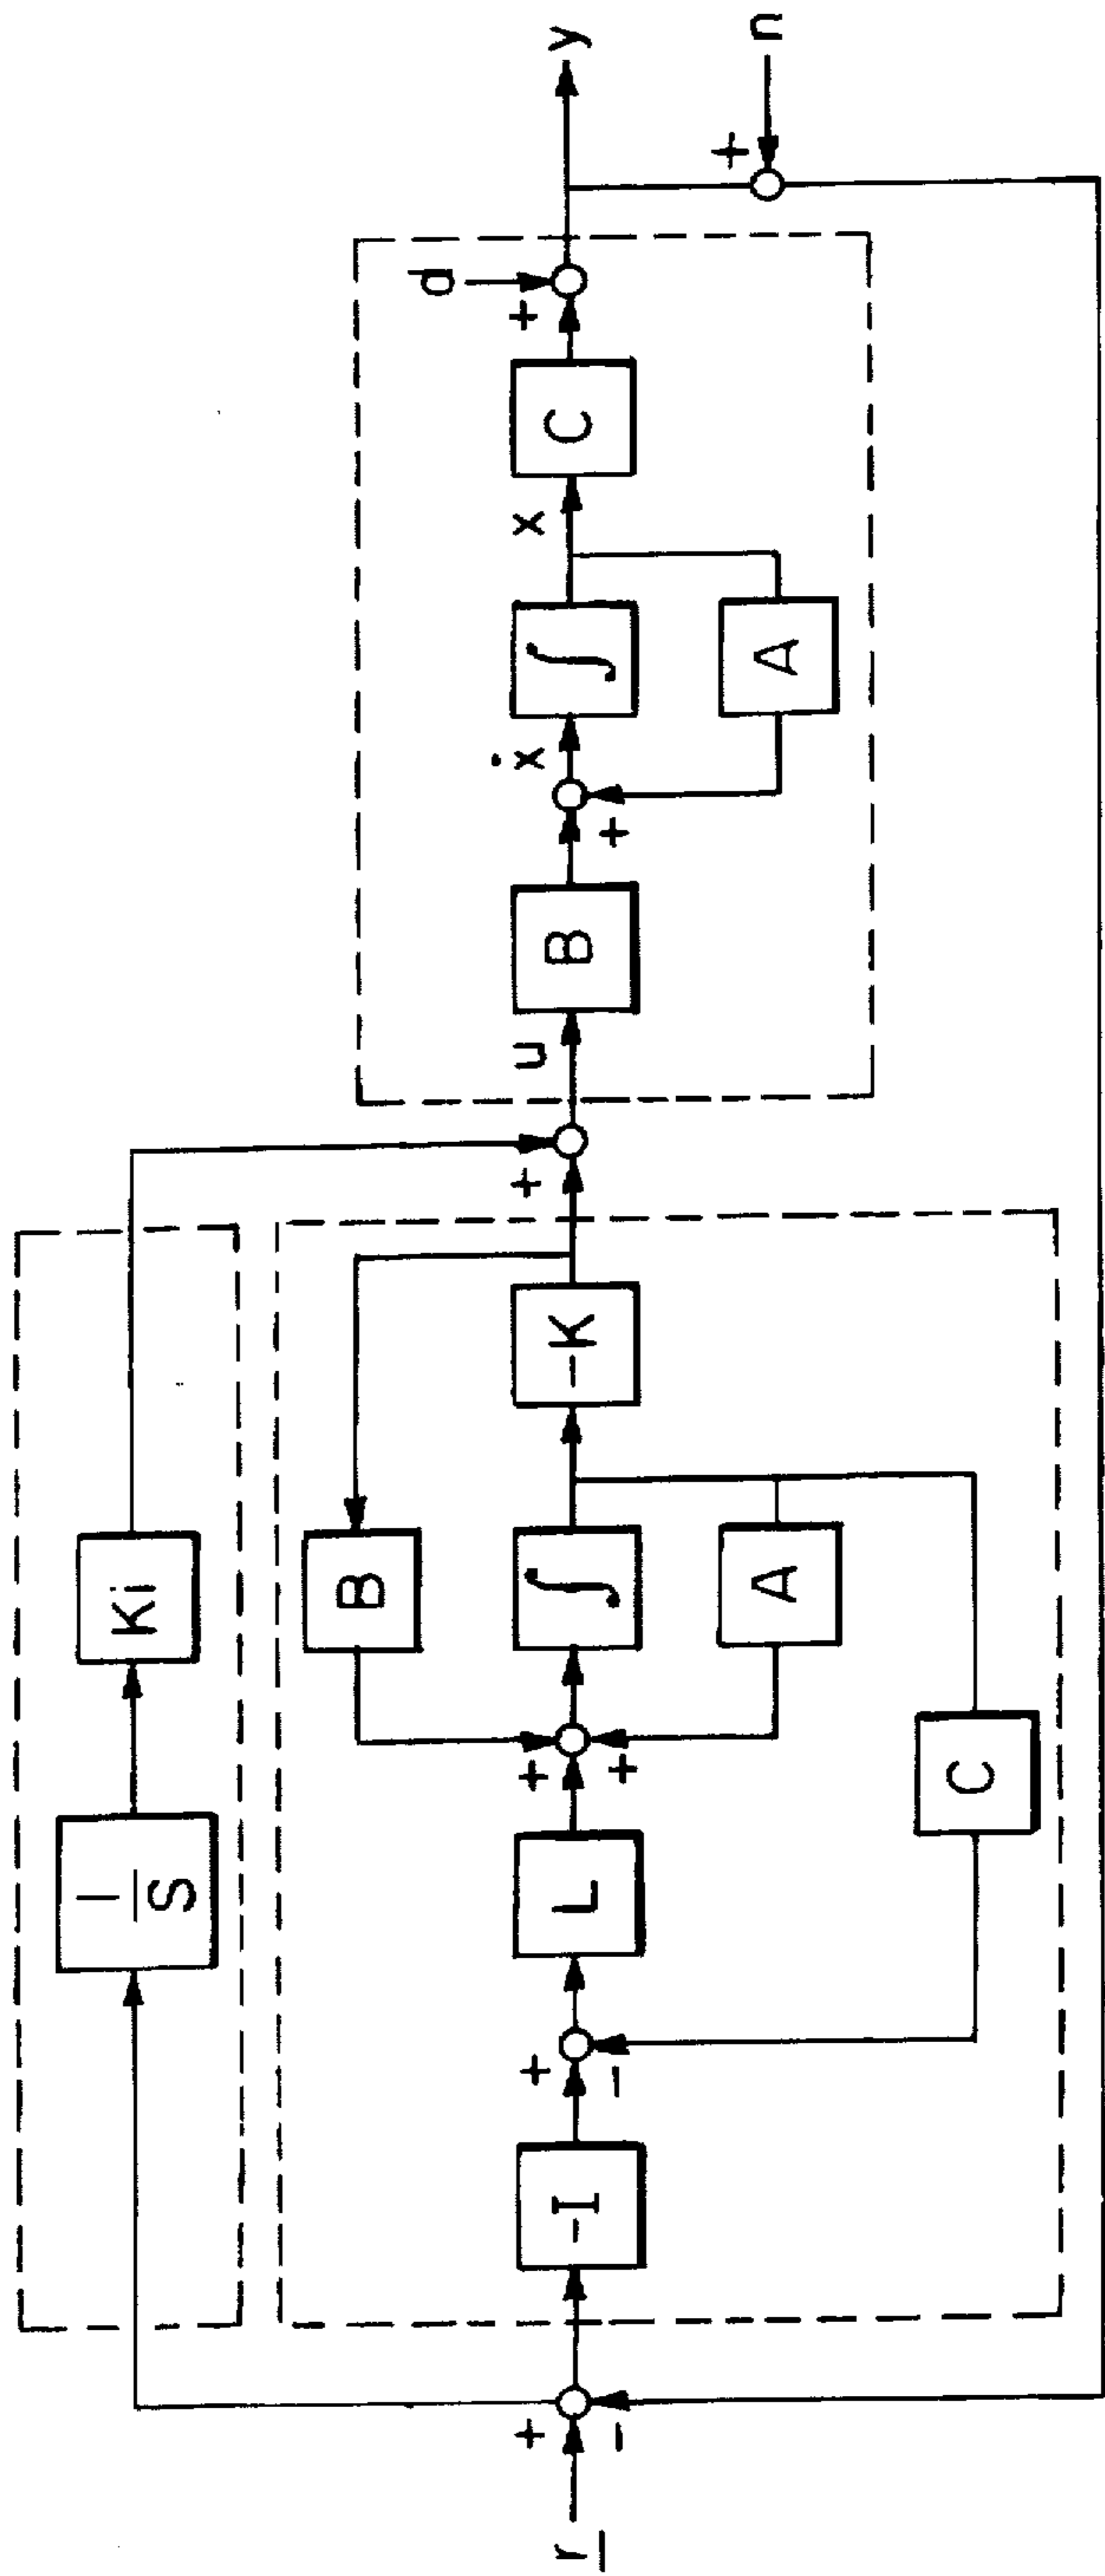 1
S
Ki
B
d
r
+
-
-I
+
-
L
+
+
∫
-K
+
u
B
+
ẋ
∫
x
C
+
y
A
A
+
n
C